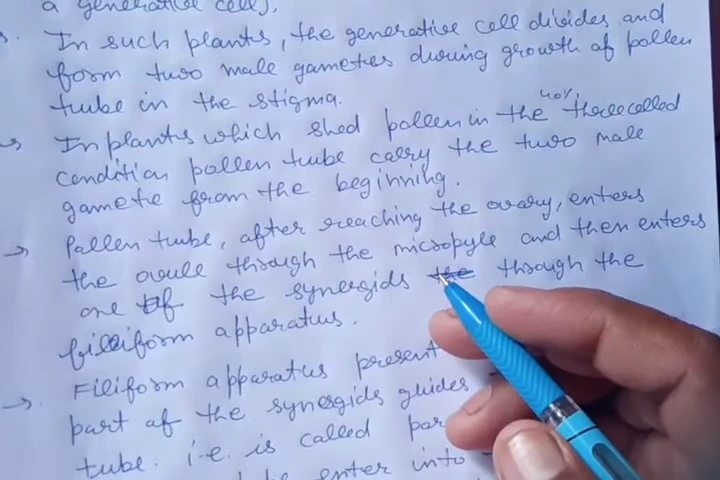 a generative cell).
In such plants, the generative cell divides and
form two male gametes during growth of pollen
tube in the stigma.
40%
In plants which shed pollen in the three celled
condition pollen tube carry the two male
gamete from the beginning.
→ Pallen tube, after reaching the ovary, enters
the ovule through the micropyle and then enters
one of the synergids the through the
filiform apparatus.
→ Filiform apparatus present
part of the synergids guides
tube. i.e. is called par
enter into